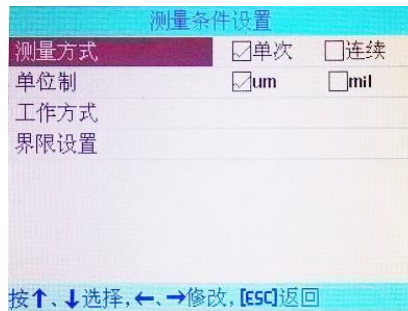 测量条件设置
测量方式 ☑单次 ☐连续
单位制 ☑um ☐mil
工作方式
界限设置
按↑、↓选择,←、→修改,[ESC]返回